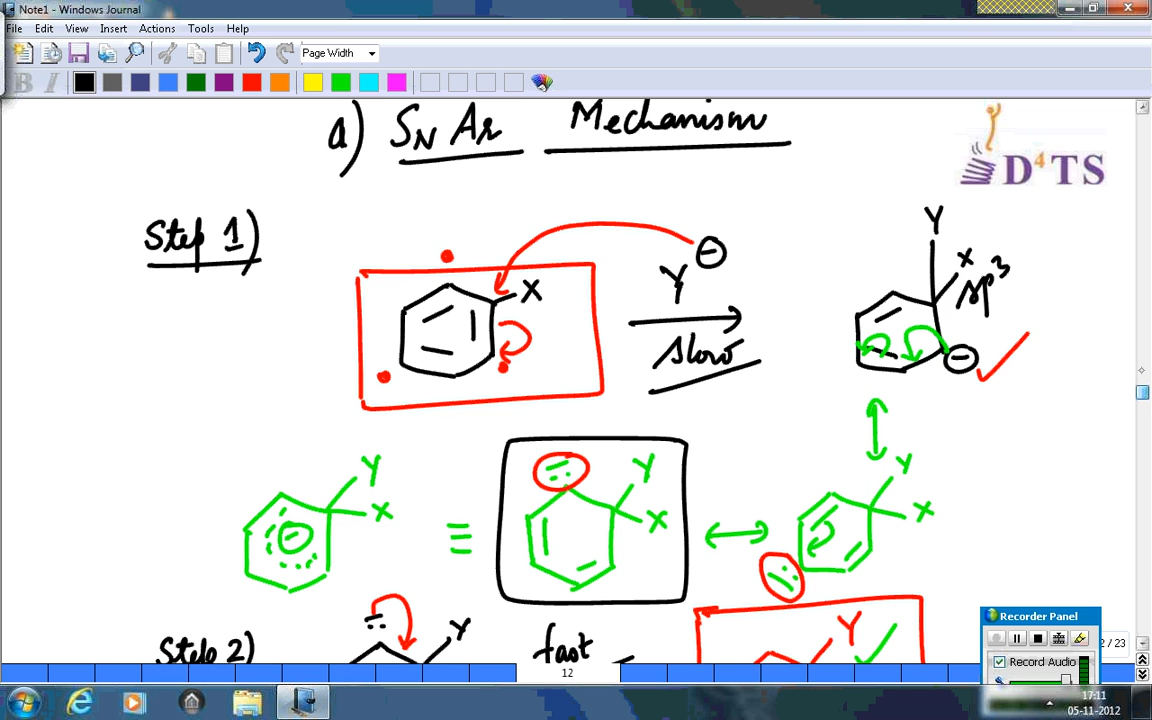 Note1 - Windows Journal
File Edit View Insert Actions Tools Help
Page Width
B I
a) SN Ar Mechanism
D4TS
Step 1)
X
Y
Slow
Y
X
sp3
Y
X
Y
X
Y
X
Step 2)
Y
fast
Y
Recorder Panel
Record Audio
2 / 23
12
17:11
05-11-2012